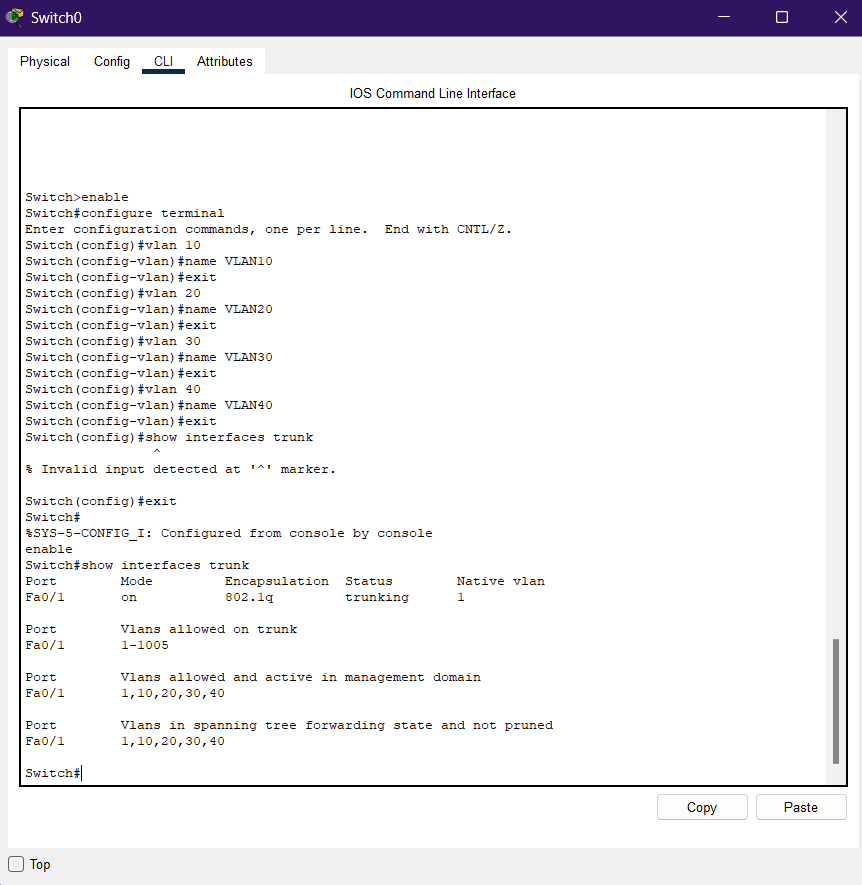 Switch0
Physical Config CLI Attributes
IOS Command Line Interface
Switch>enable
Switch#configure terminal
Enter configuration commands, one per line.  End with CNTL/Z.
Switch(config)#vlan 10
Switch(config-vlan)#name VLAN10
Switch(config-vlan)#exit
Switch(config)#vlan 20
Switch(config-vlan)#name VLAN20
Switch(config-vlan)#exit
Switch(config)#vlan 30
Switch(config-vlan)#name VLAN30
Switch(config-vlan)#exit
Switch(config)#vlan 40
Switch(config-vlan)#name VLAN40
Switch(config-vlan)#exit
Switch(config)#show interfaces trunk
                ^
% Invalid input detected at '^' marker.
Switch(config)#exit
Switch#
%SYS-5-CONFIG_I: Configured from console by console
enable
Switch#show interfaces trunk
Port        Mode         Encapsulation  Status        Native vlan
Fa0/1       on           802.1q         trunking      1
Port        Vlans allowed on trunk
Fa0/1       1-1005
Port        Vlans allowed and active in management domain
Fa0/1       1,10,20,30,40
Port        Vlans in spanning tree forwarding state and not pruned
Fa0/1       1,10,20,30,40
Switch#
Copy Paste
Top